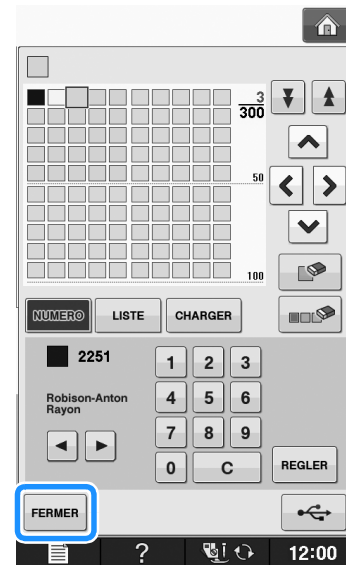 3
300
50
100
NUMERO LISTE CHARGER
2251
Robison-Anton
Rayon
1 2 3
4 5 6
7 8 9
0 C
REGLER
FERMER
? 12:00